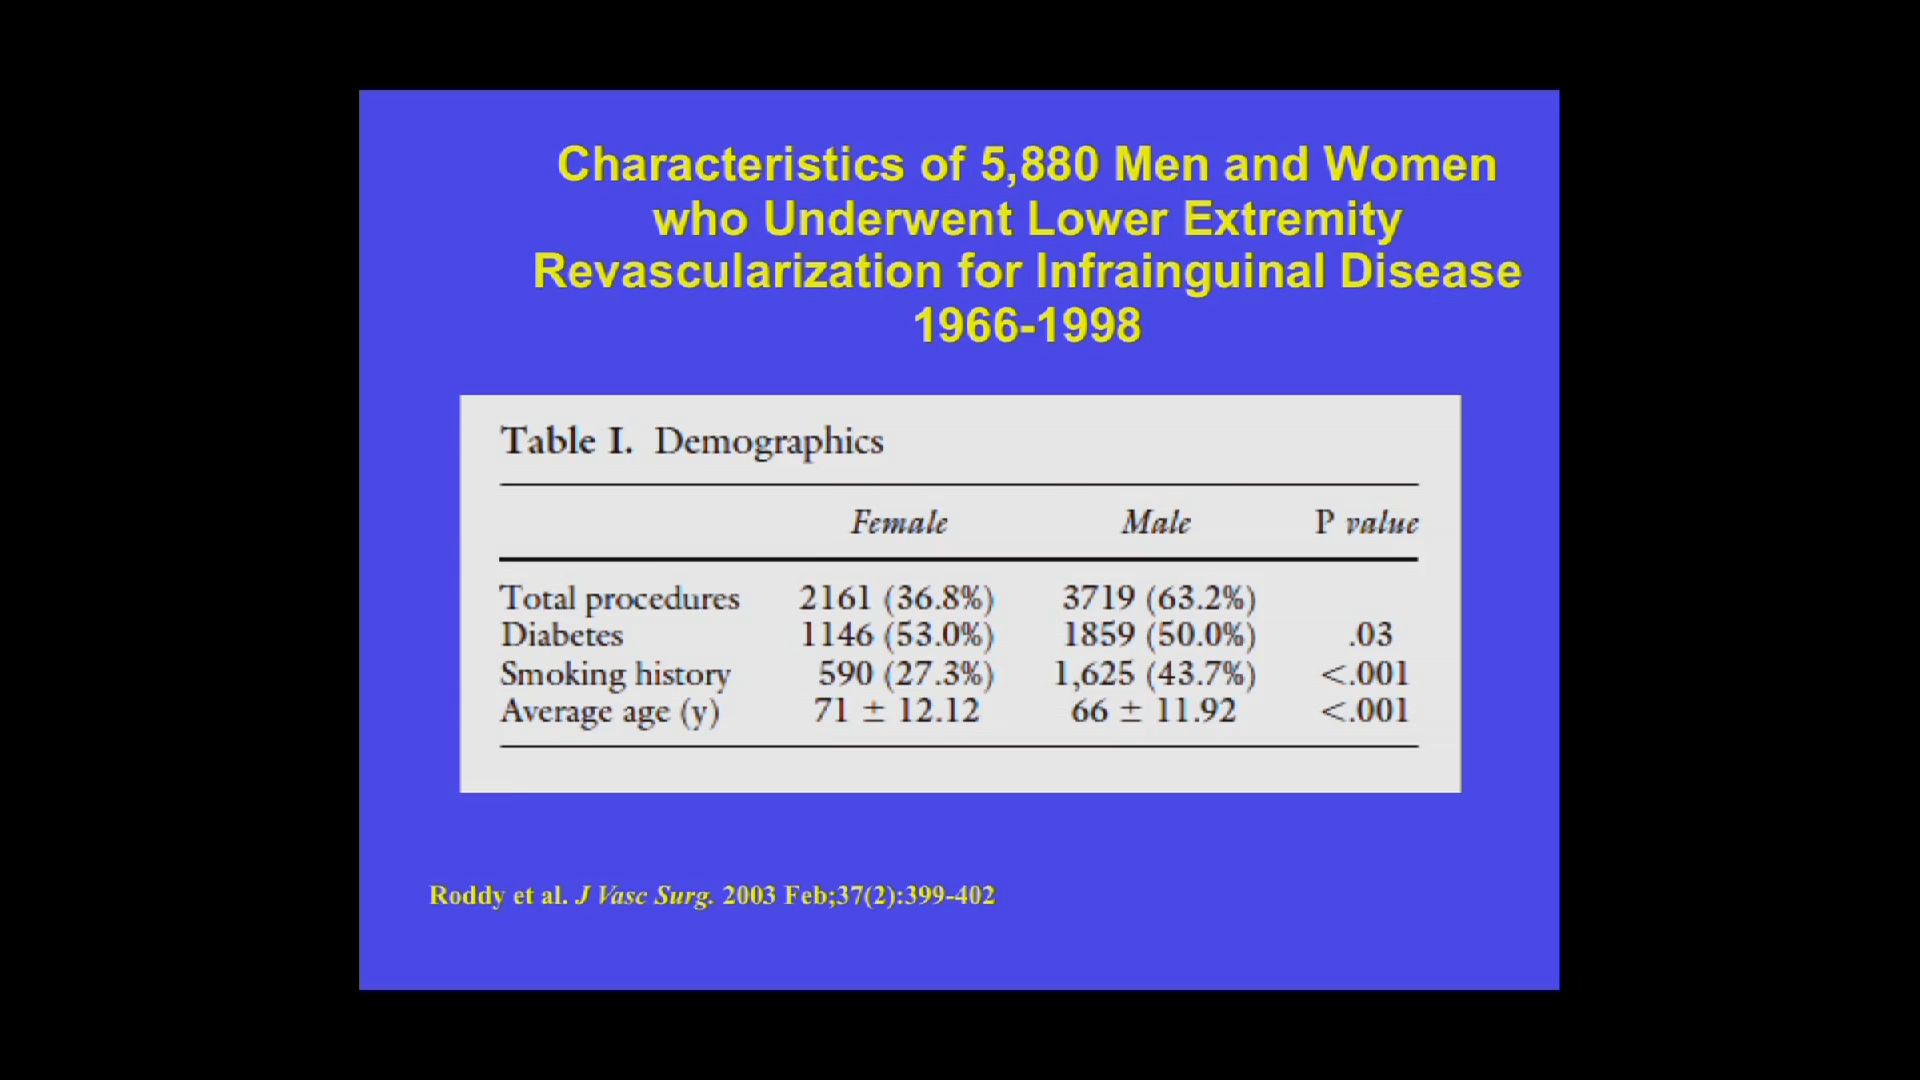 Characteristics of 5,880 Men and Women
who Underwent Lower Extremity
Revascularization for Infrainguinal Disease
1966-1998
Table I. Demographics
Female Male P value
Total procedures 2161 (36.8%) 3719 (63.2%)
Diabetes 1146 (53.0%) 1859 (50.0%) .03
Smoking history 590 (27.3%) 1,625 (43.7%) <.001
Average age (y) 71 ± 12.12 66 ± 11.92 <.001
Roddy et al. J Vasc Surg. 2003 Feb;37(2):399-402